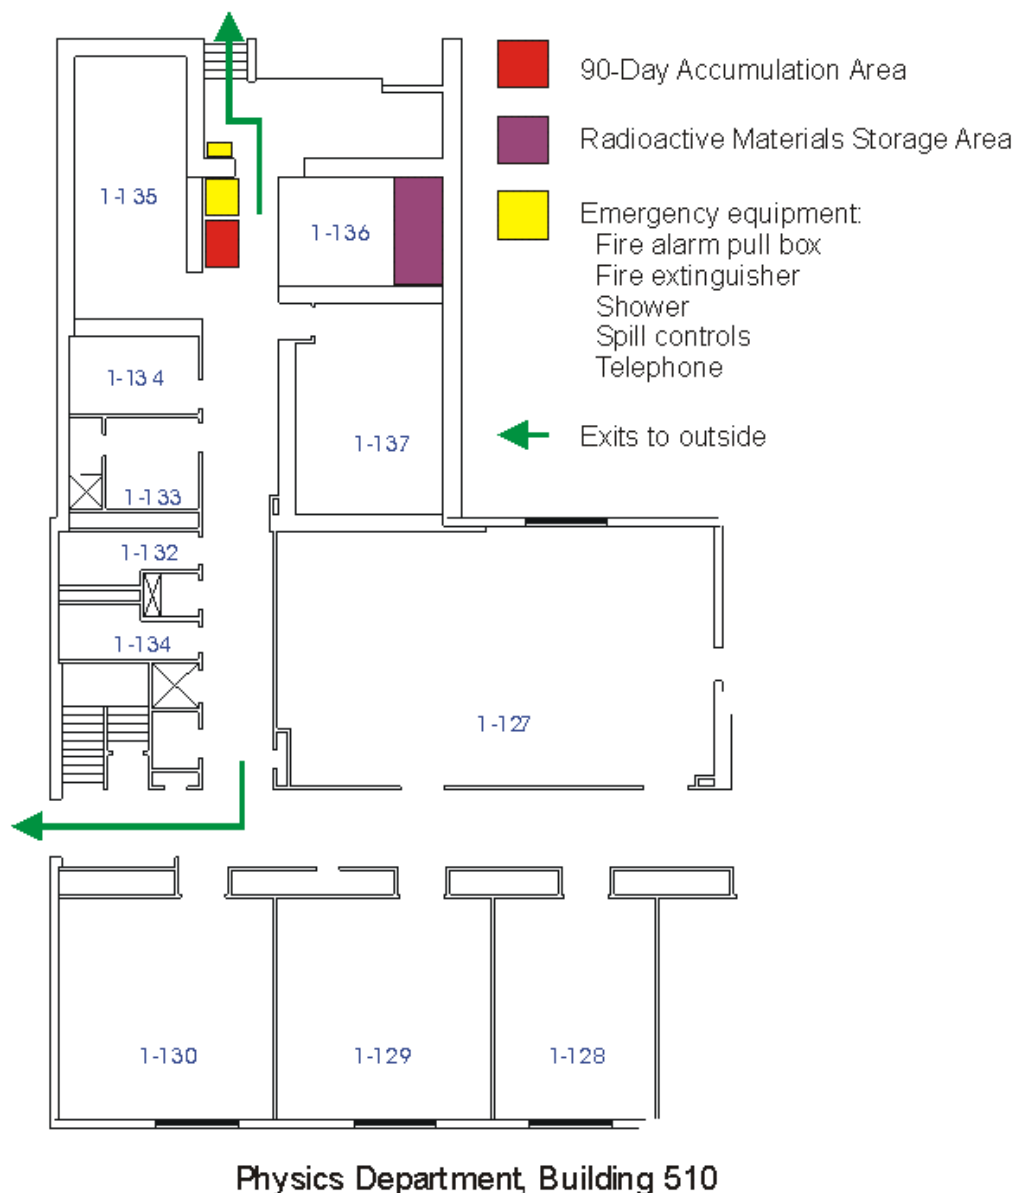 90-Day Accumulation Area
Radioactive Materials Storage Area
Emergency equipment:
Fire alarm pull box
Fire extinguisher
Shower
Spill controls
Telephone
Exits to outside
1-135
1-136
1-134
1-137
1-133
1-132
1-134
1-127
1-130
1-129
1-128
Physics Department, Building 510